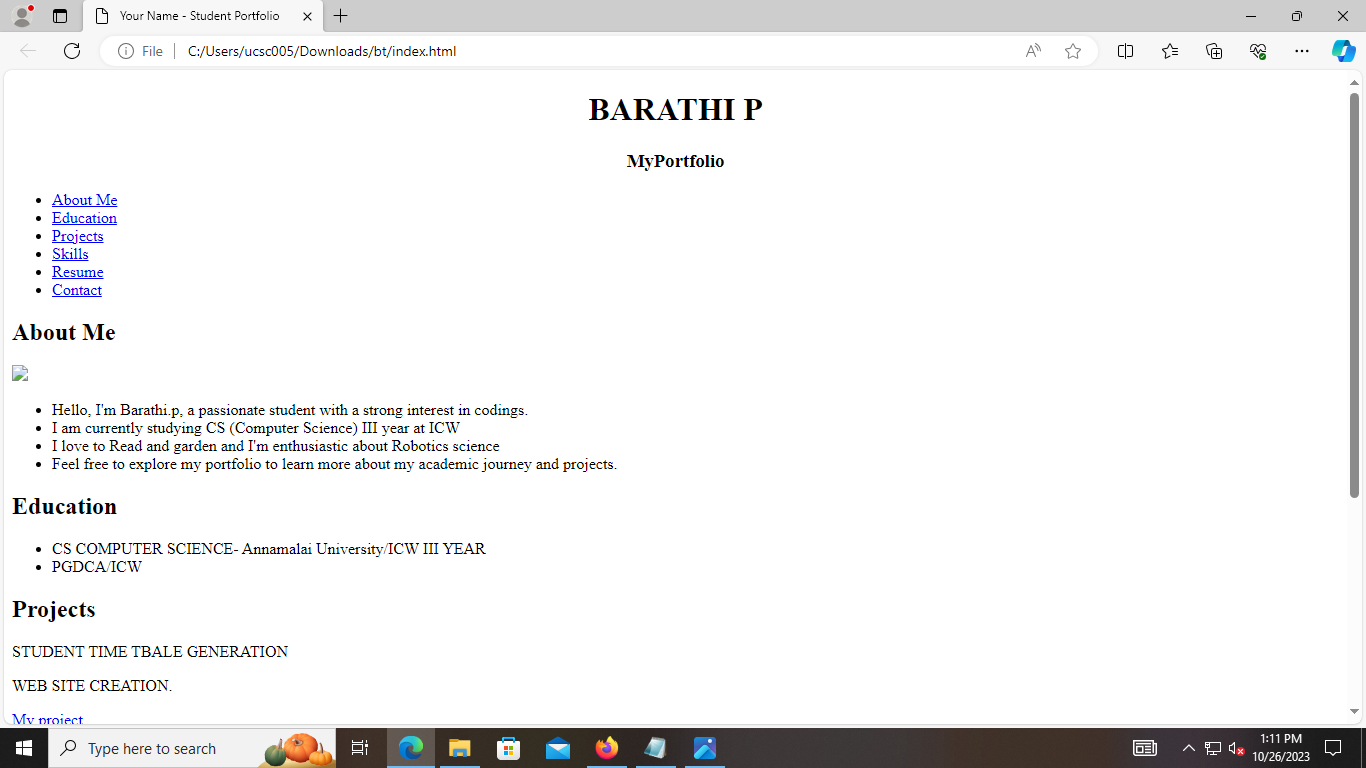 Your Name - Student Portfolio
File
C:/Users/ucsc005/Downloads/bt/index.html
BARATHI P
MyPortfolio
About Me
Education
Projects
Skills
Resume
Contact
About Me
Hello, I'm Barathi.p, a passionate student with a strong interest in codings.
I am currently studying CS (Computer Science) III year at ICW
I love to Read and garden and I'm enthusiastic about Robotics science
Feel free to explore my portfolio to learn more about my academic journey and projects.
Education
CS COMPUTER SCIENCE- Annamalai University/ICW III YEAR
PGDCA/ICW
Projects
STUDENT TIME TBALE GENERATION
WEB SITE CREATION.
My project
Type here to search
1:11 PM
10/26/2023